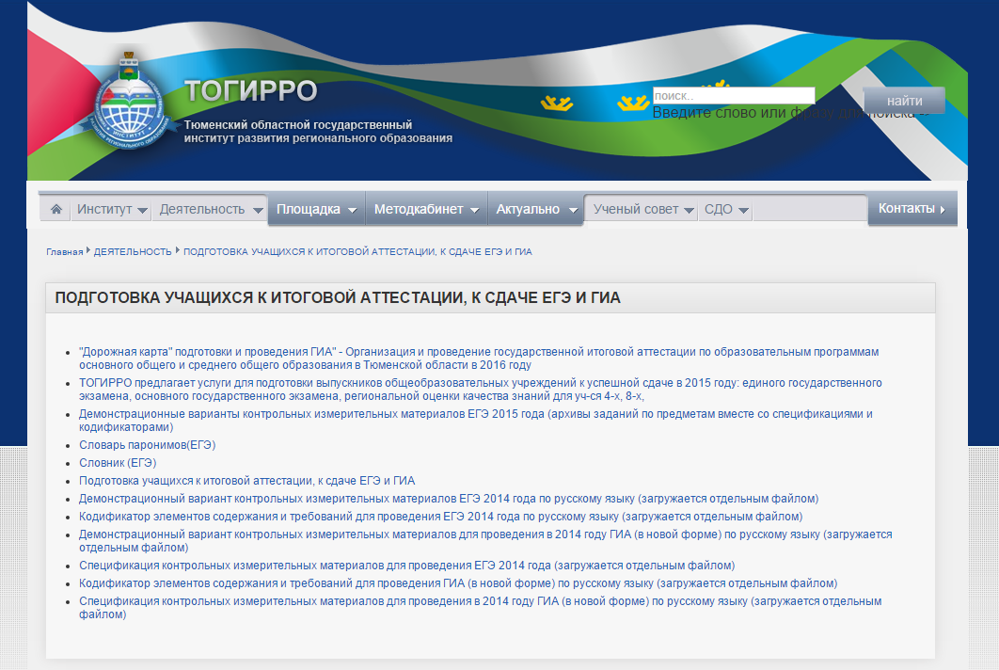 ТОГИРРО
Тюменский областной государственный
институт развития регионального образования
поиск..
найти
Введите слово или фразу для поиска
Институт
Деятельность
Площадка
Методкабинет
Актуально
Ученый совет
СДО
Контакты
Главная ДЕЯТЕЛЬНОСТЬ ПОДГОТОВКА УЧАЩИХСЯ К ИТОГОВОЙ АТТЕСТАЦИИ, К СДАЧЕ ЕГЭ И ГИА
ПОДГОТОВКА УЧАЩИХСЯ К ИТОГОВОЙ АТТЕСТАЦИИ, К СДАЧЕ ЕГЭ И ГИА
"Дорожная карта" подготовки и проведения ГИА" - Организация и проведение государственной итоговой аттестации по образовательным программам
основного общего и среднего общего образования в Тюменской области в 2016 году
ТОГИРРО предлагает услуги для подготовки выпускников общеобразовательных учреждений к успешной сдаче в 2015 году: единого государственного
экзамена, основного государственного экзамена, региональной оценки качества знаний для уч-ся 4-х, 8-х,
Демонстрационные варианты контрольных измерительных материалов ЕГЭ 2015 года (архивы заданий по предметам вместе со спецификациями и
кодификаторами)
Словарь паронимов(ЕГЭ)
Словник (ЕГЭ)
Подготовка учащихся к итоговой аттестации, к сдаче ЕГЭ и ГИА
Демонстрационный вариант контрольных измерительных материалов ЕГЭ 2014 года по русскому языку (загружается отдельным файлом)
Кодификатор элементов содержания и требований для проведения ЕГЭ 2014 года по русскому языку (загружается отдельным файлом)
Демонстрационный вариант контрольных измерительных материалов для проведения в 2014 году ГИА (в новой форме) по русскому языку (загружается
отдельным файлом)
Спецификация контрольных измерительных материалов для проведения ЕГЭ 2014 года (загружается отдельным файлом)
Кодификатор элементов содержания и требований для проведения ГИА (в новой форме) по русскому языку (загружается отдельным файлом)
Спецификация контрольных измерительных материалов для проведения в 2014 году ГИА (в новой форме) по русскому языку (загружается отдельным
файлом)